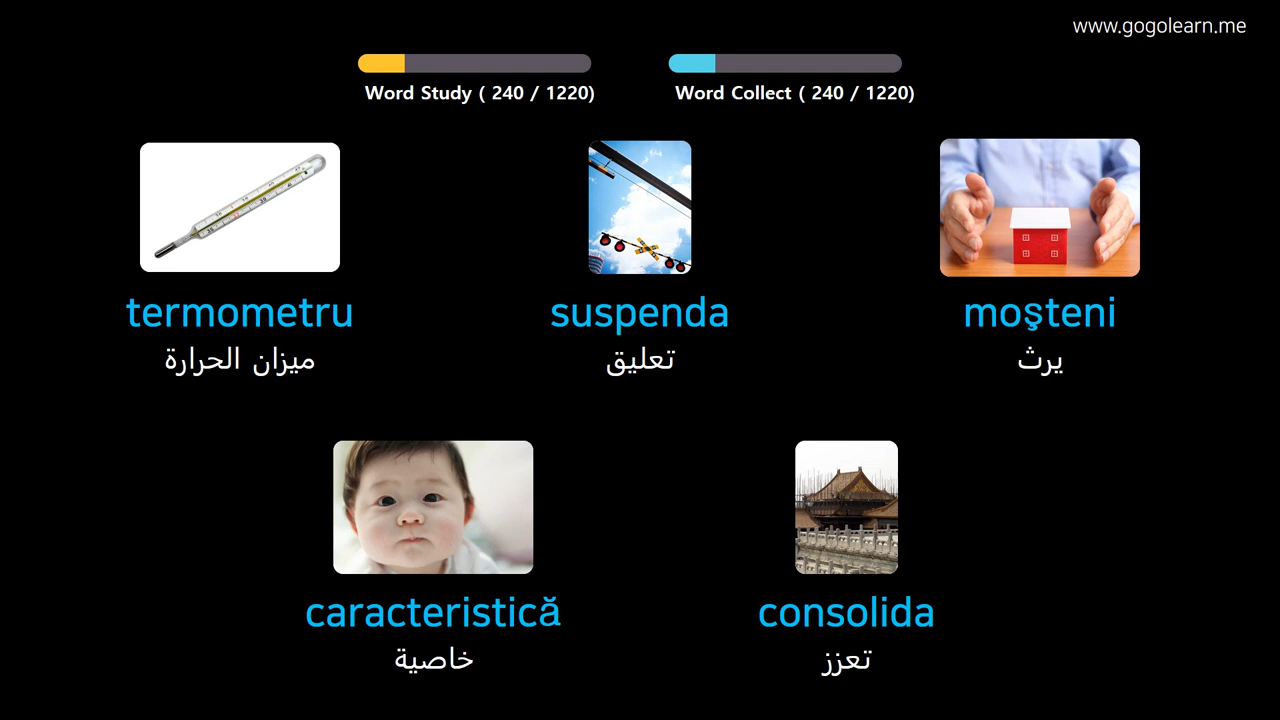 www.gogolearn.me
Word Study ( 240 / 1220)
Word Collect ( 240 / 1220)
termometru
ميزان الحرارة
suspenda
تعليق
moşteni
يرث
caracteristică
خاصية
consolida
تعزز